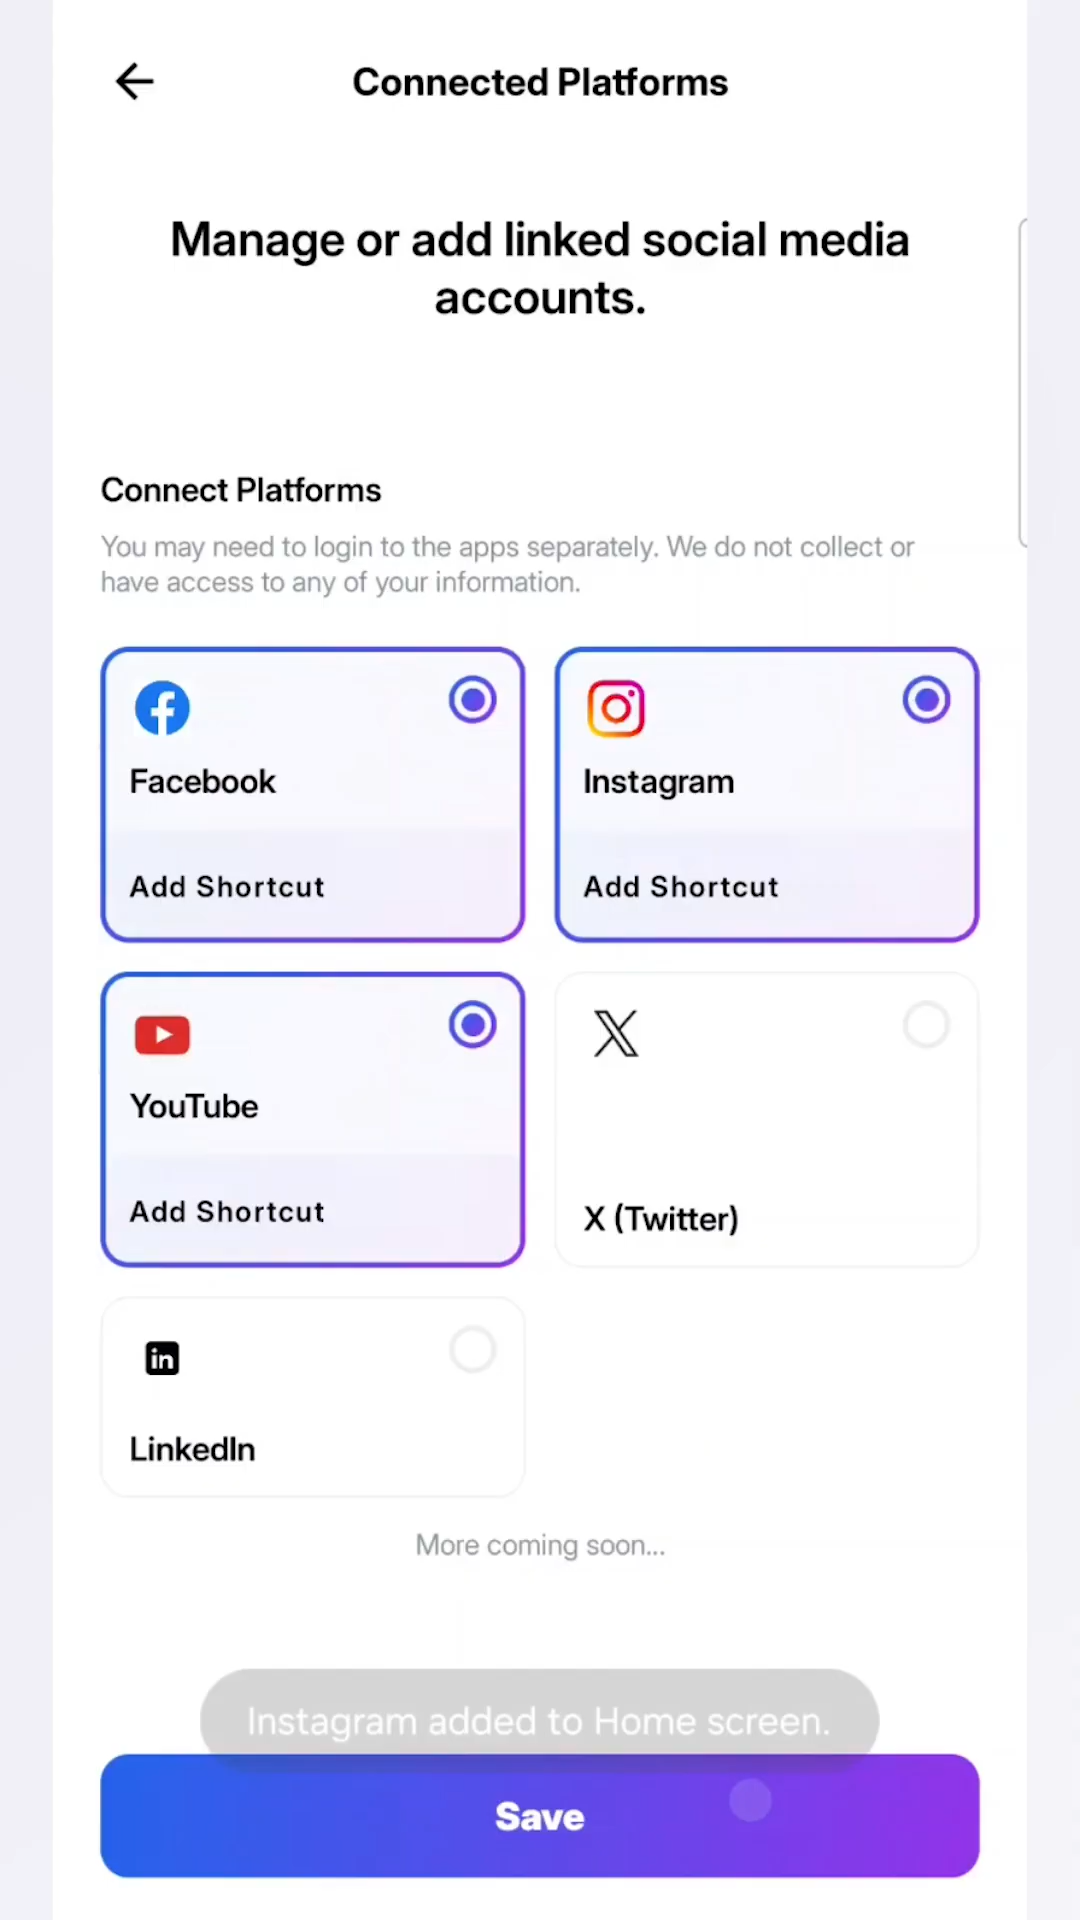 Connected Platforms
Manage or add linked social media
accounts.
Connect Platforms
You may need to login to the apps separately. We do not collect or
have access to any of your information.
Facebook
Add Shortcut
Instagram
Add Shortcut
YouTube
Add Shortcut
X (Twitter)
in
LinkedIn
More coming soon...
Instagram added to Home screen.
Save